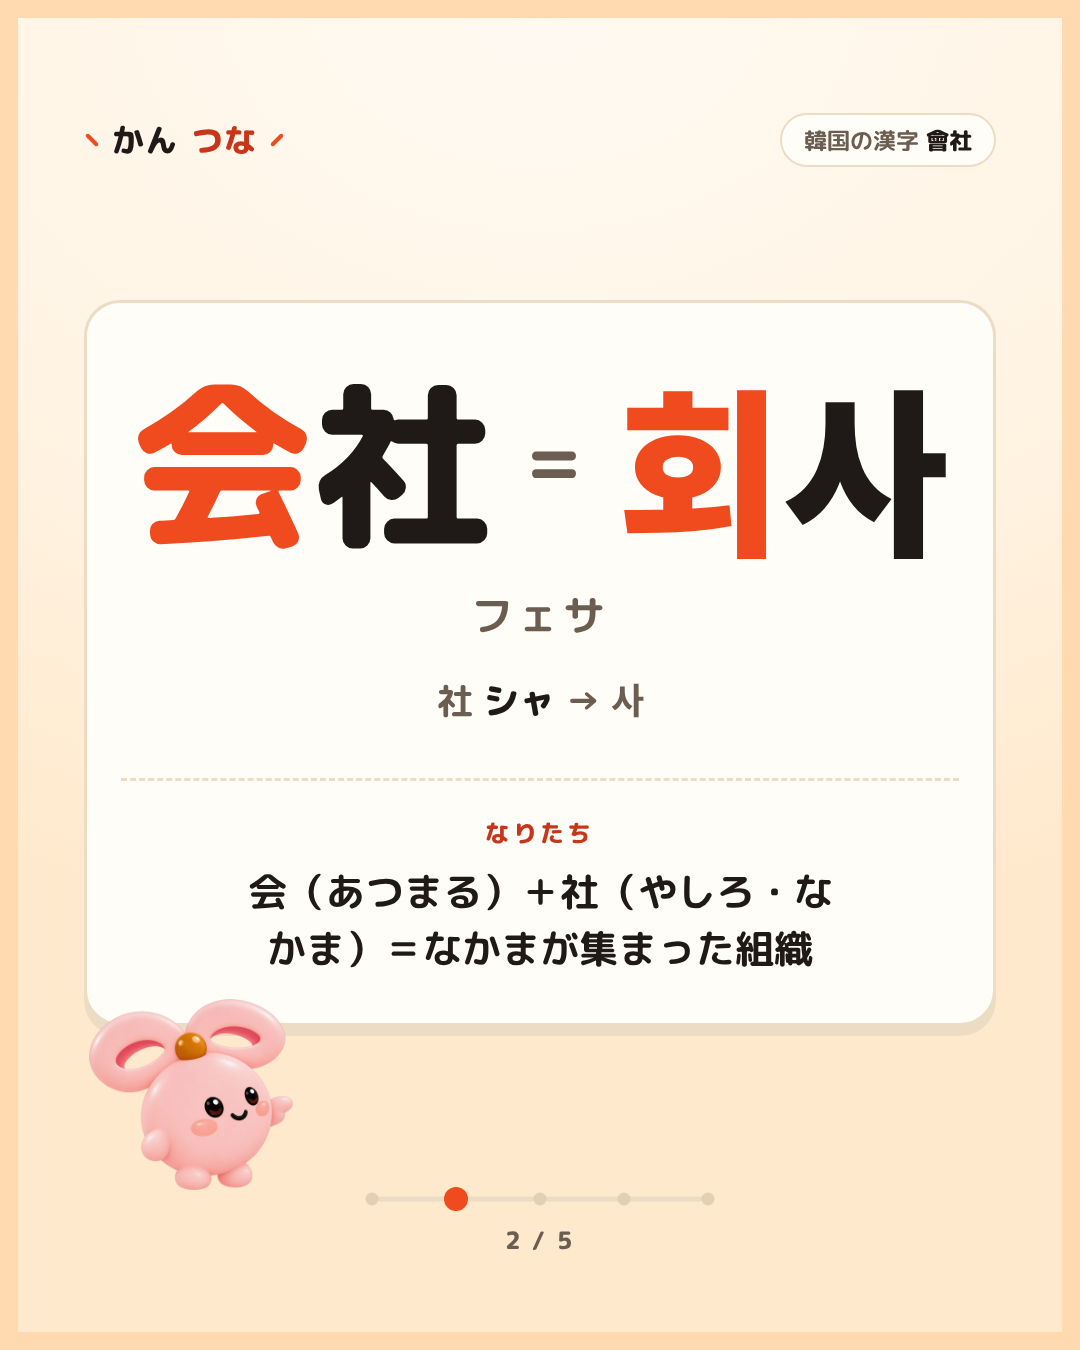 かん つな
韓国の漢字 會社
会社 = 회사
フェサ
社 シャ → 사
なりたち
会（あつまる）＋社（やしろ・な
かま）＝なかまが集まった組織
2 / 5